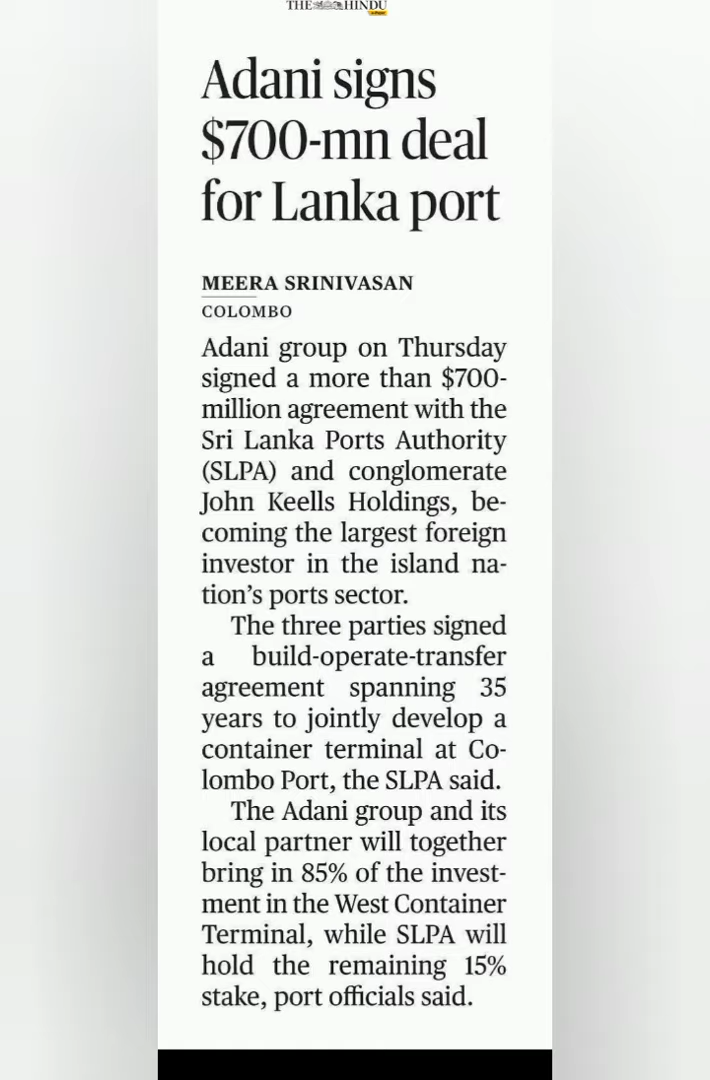 THE HINDU
Adani signs
$700-mn deal
for Lanka port
MEERA SRINIVASAN
COLOMBO
Adani group on Thursday
signed a more than $700-
million agreement with the
Sri Lanka Ports Authority
(SLPA) and conglomerate
John Keells Holdings, be-
coming the largest foreign
investor in the island na-
tion’s ports sector.
The three parties signed
a build-operate-transfer
agreement spanning 35
years to jointly develop a
container terminal at Co-
lombo Port, the SLPA said.
The Adani group and its
local partner will together
bring in 85% of the invest-
ment in the West Container
Terminal, while SLPA will
hold the remaining 15%
stake, port officials said.